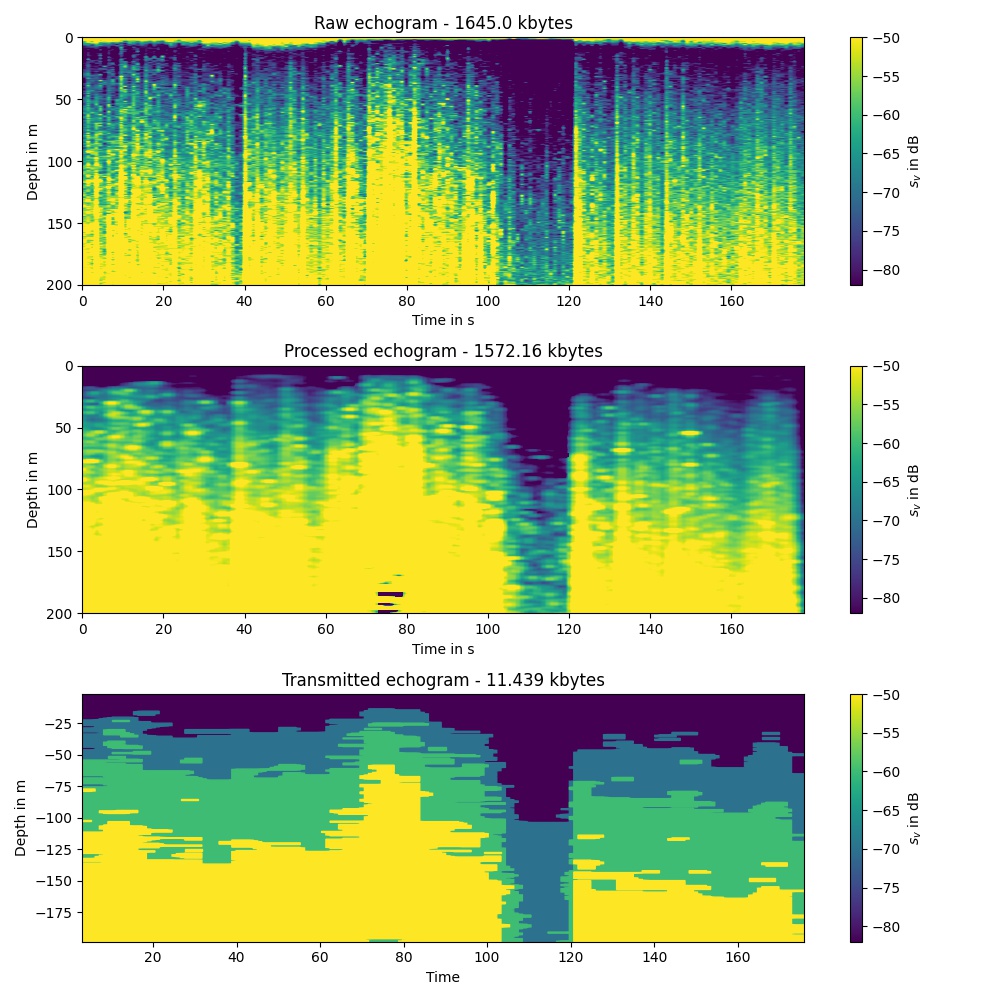 Raw echogram - 1645.0 kbytes
0
50
100
150
200
Depth in m
0 20 40 60 80 100 120 140 160
Time in s
−50
−55
−60
−65
−70
−75
−80
sv in dB
Processed echogram - 1572.16 kbytes
0
50
100
150
200
Depth in m
0 20 40 60 80 100 120 140 160
Time in s
−50
−55
−60
−65
−70
−75
−80
sv in dB
Transmitted echogram - 11.439 kbytes
−25
−50
−75
−100
−125
−150
−175
Depth in m
20 40 60 80 100 120 140 160
Time
−50
−55
−60
−65
−70
−75
−80
sv in dB